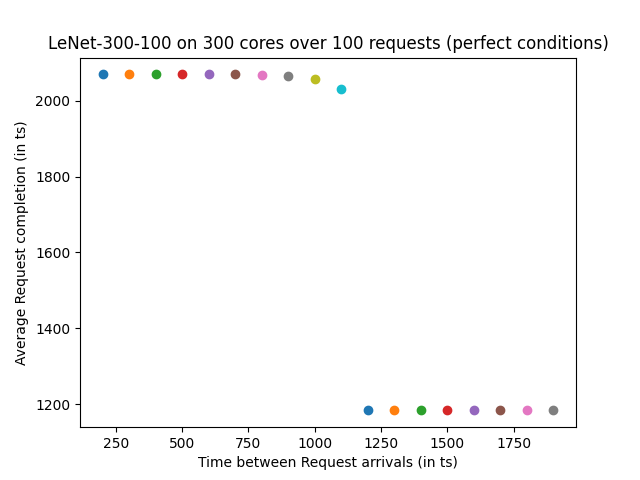 LeNet-300-100 on 300 cores over 100 requests (perfect conditions)
Average Request completion (in ts)
2000
1800
1600
1400
1200
250 500 750 1000 1250 1500 1750
Time between Request arrivals (in ts)